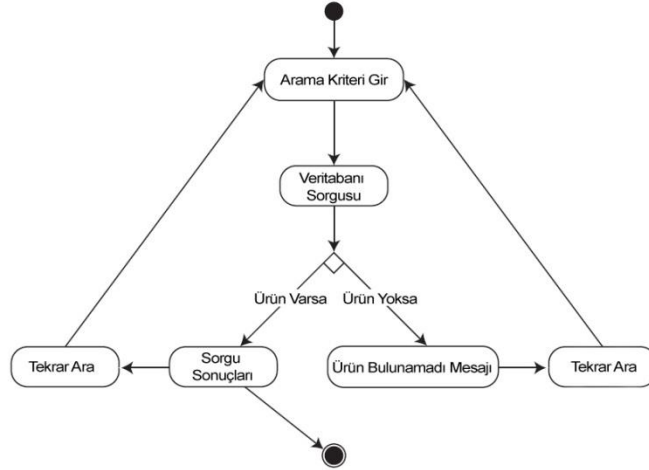 Arama Kriteri Gir
Veritabanı
Sorgusu
Ürün Varsa
Ürün Yoksa
Tekrar Ara
Sorgu
Sonuçları
Ürün Bulunamadı Mesajı
Tekrar Ara